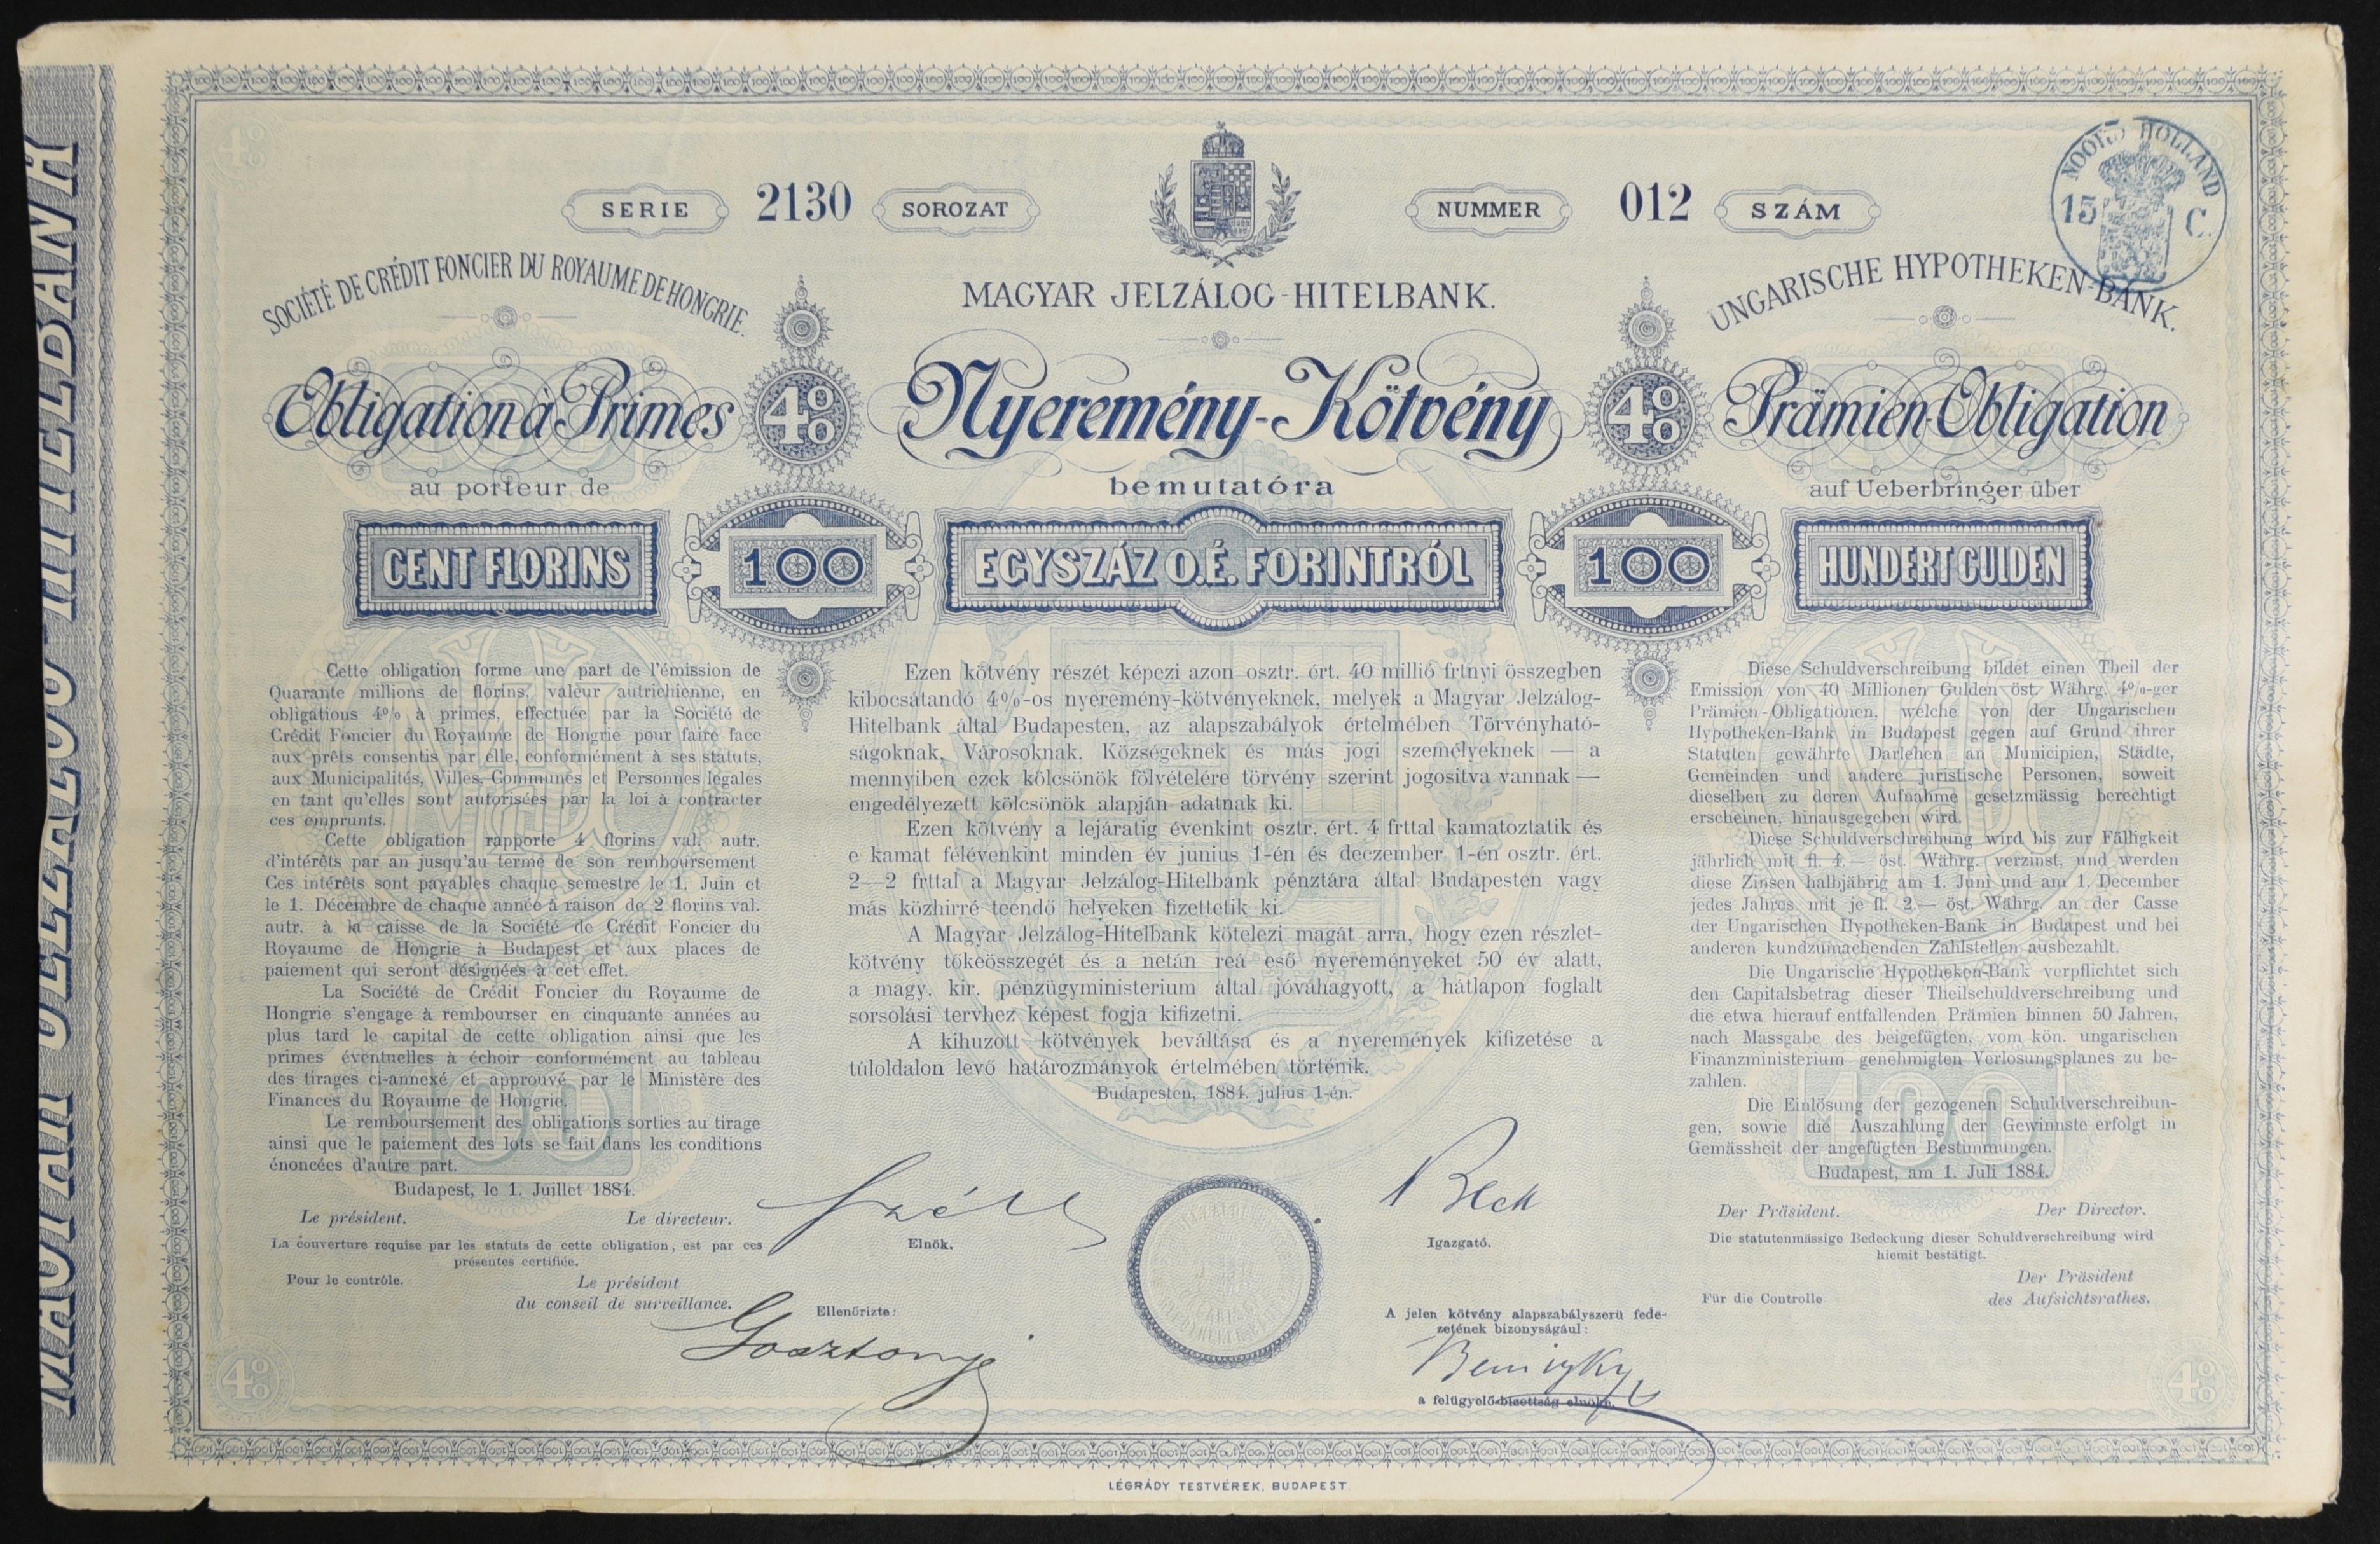 SERIE 2130 SOROZAT
NUMMER 012 SZÁM
NOORD HOLLAND
15 C.
SOCIÉTÉ DE CRÉDIT FONCIER DU ROYAUME DE HONGRIE.
MAGYAR JELZÁLOG-HITELBANK.
UNGARISCHE HYPOTHEKEN-BANK.
Obligation à Primes
4%
Nyeremény-Kötvény
4%
Prämien-Obligation
au porteur de
bemutatóra
auf Ueberbringer über
CENT FLORINS
100
EGYSZÁZ O.É. FORINTRÓL
100
HUNDERT GULDEN
Cette obligation forme une part de l'émission de
Quarante millions de florins, valeur autrichienne, en
obligations 4% à primes, effectuée par la Société de
Crédit Foncier du Royaume de Hongrie pour faire face
aux prêts consentis par elle, conformément à ses statuts,
aux Municipalités, Villes, Communes et Personnes légales
en tant qu'elles sont autorisées par la loi à contracter
ces emprunts.
Cette obligation rapporte 4 florins val. autr.
d'intérêts par an jusqu'au terme de son remboursement
Ces intérêts sont payables chaque semestre le 1. Juin et
le 1. Décembre de chaque année à raison de 2 florins val.
autr. à la caisse de la Société de Crédit Foncier du
Royaume de Hongrie à Budapest et aux places de
paiement qui seront désignées à cet effet.
La Société de Crédit Foncier du Royaume de
Hongrie s'engage à rembourser en cinquante années au
plus tard le capital de cette obligation ainsi que les
primes éventuelles à échoir conformément au tableau
des tirages ci-annexé et approuvé par le Ministère des
Finances du Royaume de Hongrie.
Le remboursement des obligations sorties au tirage
ainsi que le paiement des lots se fait dans les conditions
énoncées d'autre part.
Budapest, le 1. Juillet 1884.
Le président. Le directeur.
La couverture requise par les statuts de cette obligation, est par ces
présentes certifiée.
Pour le contrôle.
Le président
du conseil de surveillance.
Ezen kötvény részét képezi azon osztr. ért. 40 millió frtnyi összegben
kibocsátandó 4%-os nyeremény-kötvényeknek, melyek a Magyar Jelzálog-
Hitelbank által Budapesten, az alapszabályok értelmében Törvényható-
ságoknak, Városoknak, Községeknek és más jogi személyeknek — a
mennyiben ezek kölcsönök fölvételére törvény szerint jogositva vannak —
engedélyezett kölcsönök alapján adatnak ki.
Ezen kötvény a lejáratig évenkint osztr. ért. 4 frttal kamatoztatik és
e kamat félévenkint minden év junius 1-én és deczember 1-én osztr. ért.
2—2 frttal a Magyar Jelzálog-Hitelbank pénztára által Budapesten vagy
más közhirré teendő helyeken fizettetik ki.
A Magyar Jelzálog-Hitelbank kötelezi magát arra, hogy ezen részlet-
kötvény tőkeösszegét és a netán reá eső nyereményeket 50 év alatt,
a magy. kir. pénzügyministerium által jóváhagyott, a hátlapon foglalt
sorsolási tervhez képest fogja kifizetni.
A kihuzott kötvények beváltása és a nyeremények kifizetése a
túloldalon levő határozmányok értelmében történik.
Budapesten, 1884. julius 1-én.
Széll
Elnök.
Beck
Igazgató.
Ellenőrizte:
Gosztonyi
A jelen kötvény alapszabályszerü fede-
zetének bizonyságául:
Beniczky
a felügyelő-bizottság elnöke.
Diese Schuldverschreibung bildet einen Theil der
Emission von 40 Millionen Gulden öst. Währg. 4%-ger
Prämien-Obligationen, welche von der Ungarischen
Hypotheken-Bank in Budapest gegen auf Grund ihrer
Statuten gewährte Darlehen an Municipien, Städte,
Gemeinden und andere juristische Personen, soweit
dieselben zu deren Aufnahme gesetzmässig berechtigt
erscheinen, hinausgegeben wird.
Diese Schuldverschreibung wird bis zur Fälligkeit
jährlich mit fl. 4.— öst. Währg. verzinst, und werden
diese Zinsen halbjährig am 1. Juni und am 1. December
jedes Jahres mit je fl. 2.— öst. Währg. an der Casse
der Ungarischen Hypotheken-Bank in Budapest und bei
anderen kundzumachenden Zahlstellen ausbezahlt.
Die Ungarische Hypotheken-Bank verpflichtet sich
den Capitalsbetrag dieser Theilschuldverschreibung und
die etwa hierauf entfallenden Prämien binnen 50 Jahren,
nach Massgabe des beigefügten, vom kön. ungarischen
Finanzministerium genehmigten Verlosungsplanes zu be-
zahlen.
Die Einlösung der gezogenen Schuldverschreibun-
gen, sowie die Auszahlung der Gewinnste erfolgt in
Gemässheit der angefügten Bestimmungen.
Budapest, am 1. Juli 1884.
Der Präsident. Der Director.
Die statutenmässige Bedeckung dieser Schuldverschreibung wird
hiemit bestätigt.
Für die Controlle
Der Präsident
des Aufsichtsrathes.
LÉGRÁDY TESTVÉREK, BUDAPEST.